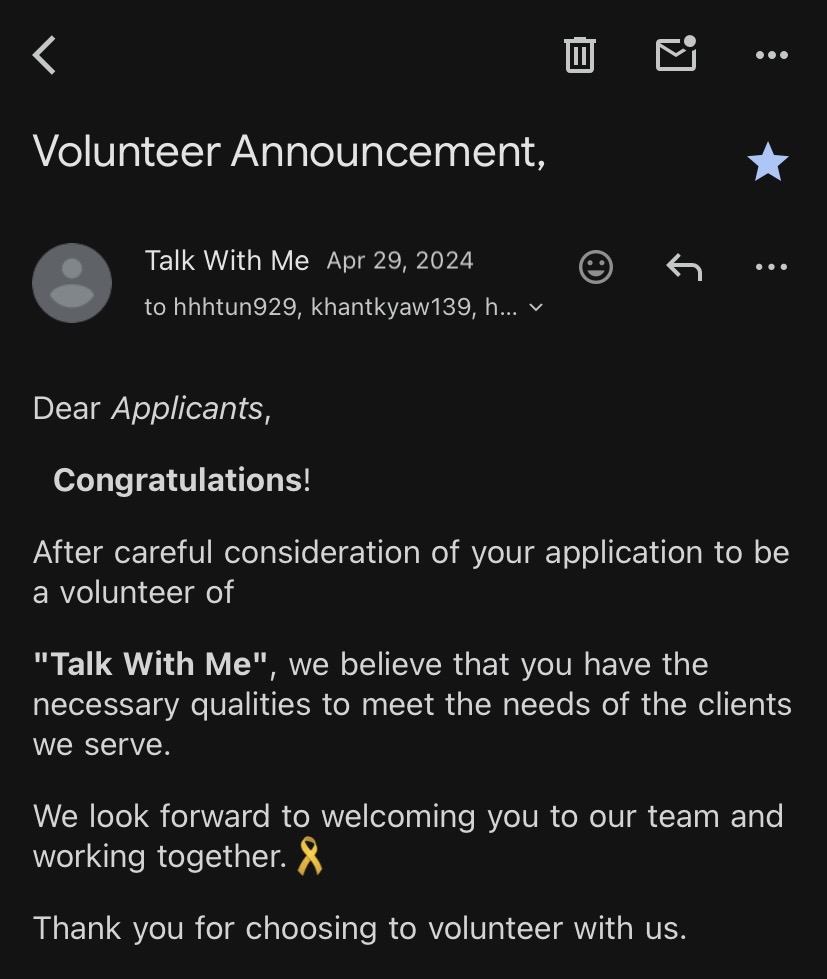 Volunteer Announcement,
Talk With Me Apr 29, 2024
to hhhtun929, khantkyaw139, h...
Dear Applicants,
Congratulations!
After careful consideration of your application to be
a volunteer of
"Talk With Me", we believe that you have the
necessary qualities to meet the needs of the clients
we serve.
We look forward to welcoming you to our team and
working together. 🎗️
Thank you for choosing to volunteer with us.